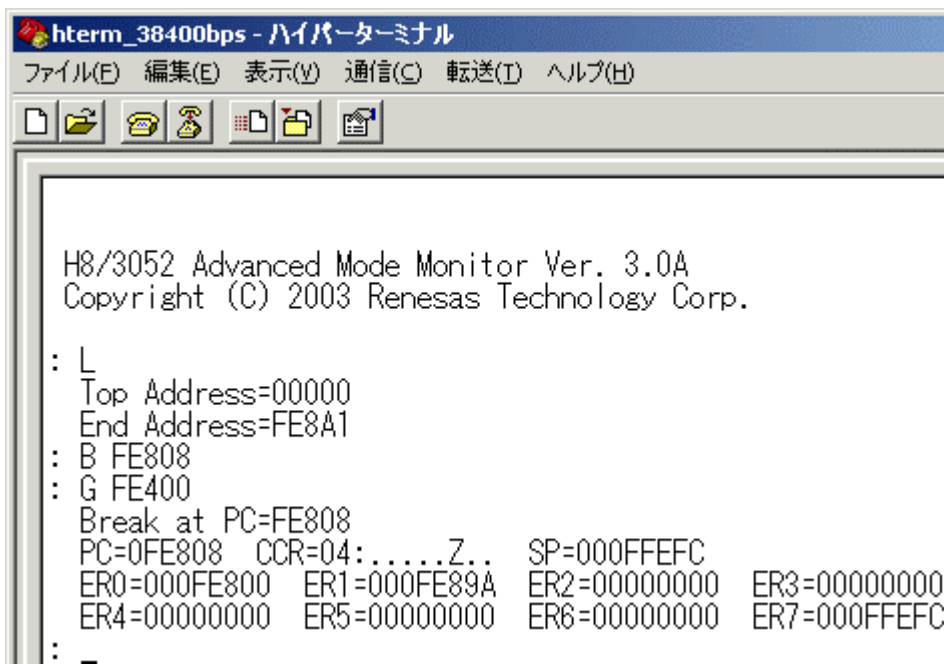 hterm_38400bps - ハイパーターミナル
ファイル(F) 編集(E) 表示(V) 通信(C) 転送(T) ヘルプ(H)
H8/3052 Advanced Mode Monitor Ver. 3.0A
Copyright (C) 2003 Renesas Technology Corp.
: L
Top Address=00000
End Address=FE8A1
: B FE808
: G FE400
Break at PC=FE808
PC=0FE808 CCR=04:.....Z.. SP=000FFEFC
ER0=000FE800 ER1=000FE89A ER2=00000000 ER3=00000000
ER4=00000000 ER5=00000000 ER6=00000000 ER7=000FFEFC
: _